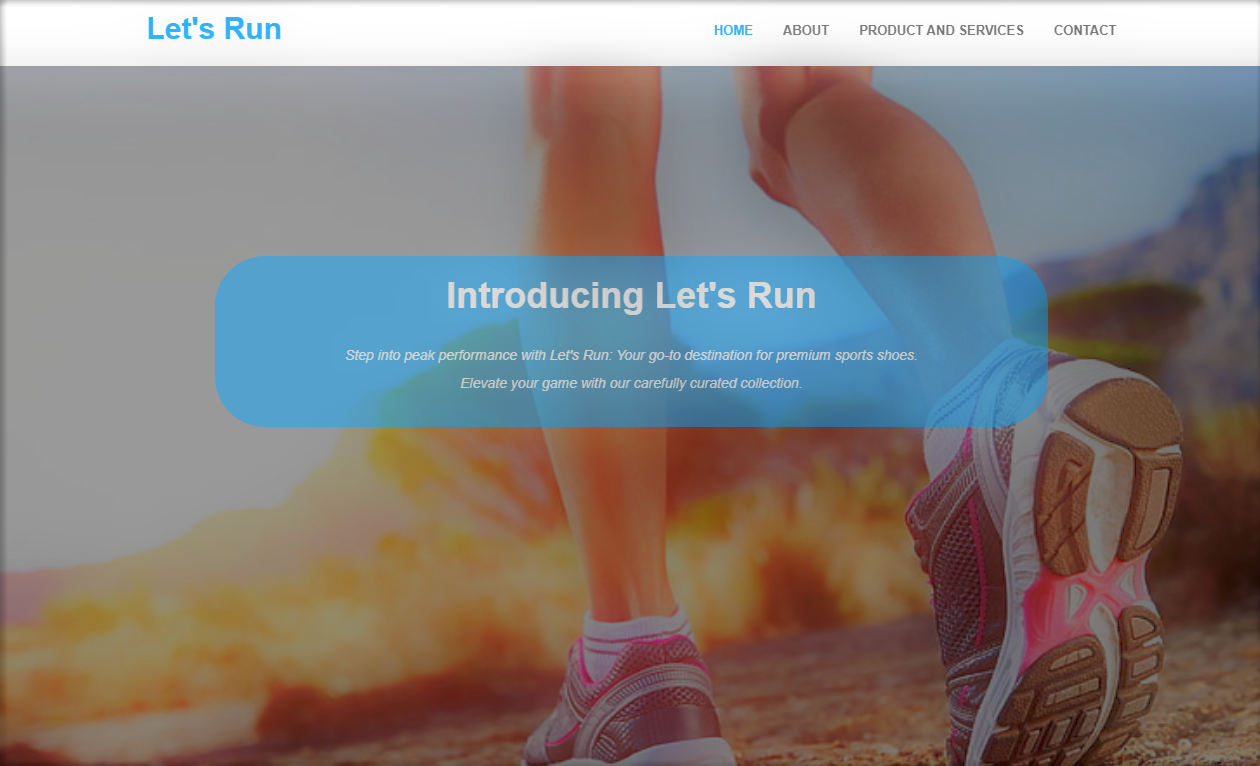 Let's Run
HOME ABOUT PRODUCT AND SERVICES CONTACT
Introducing Let's Run
Step into peak performance with Let's Run: Your go-to destination for premium sports shoes.
Elevate your game with our carefully curated collection.